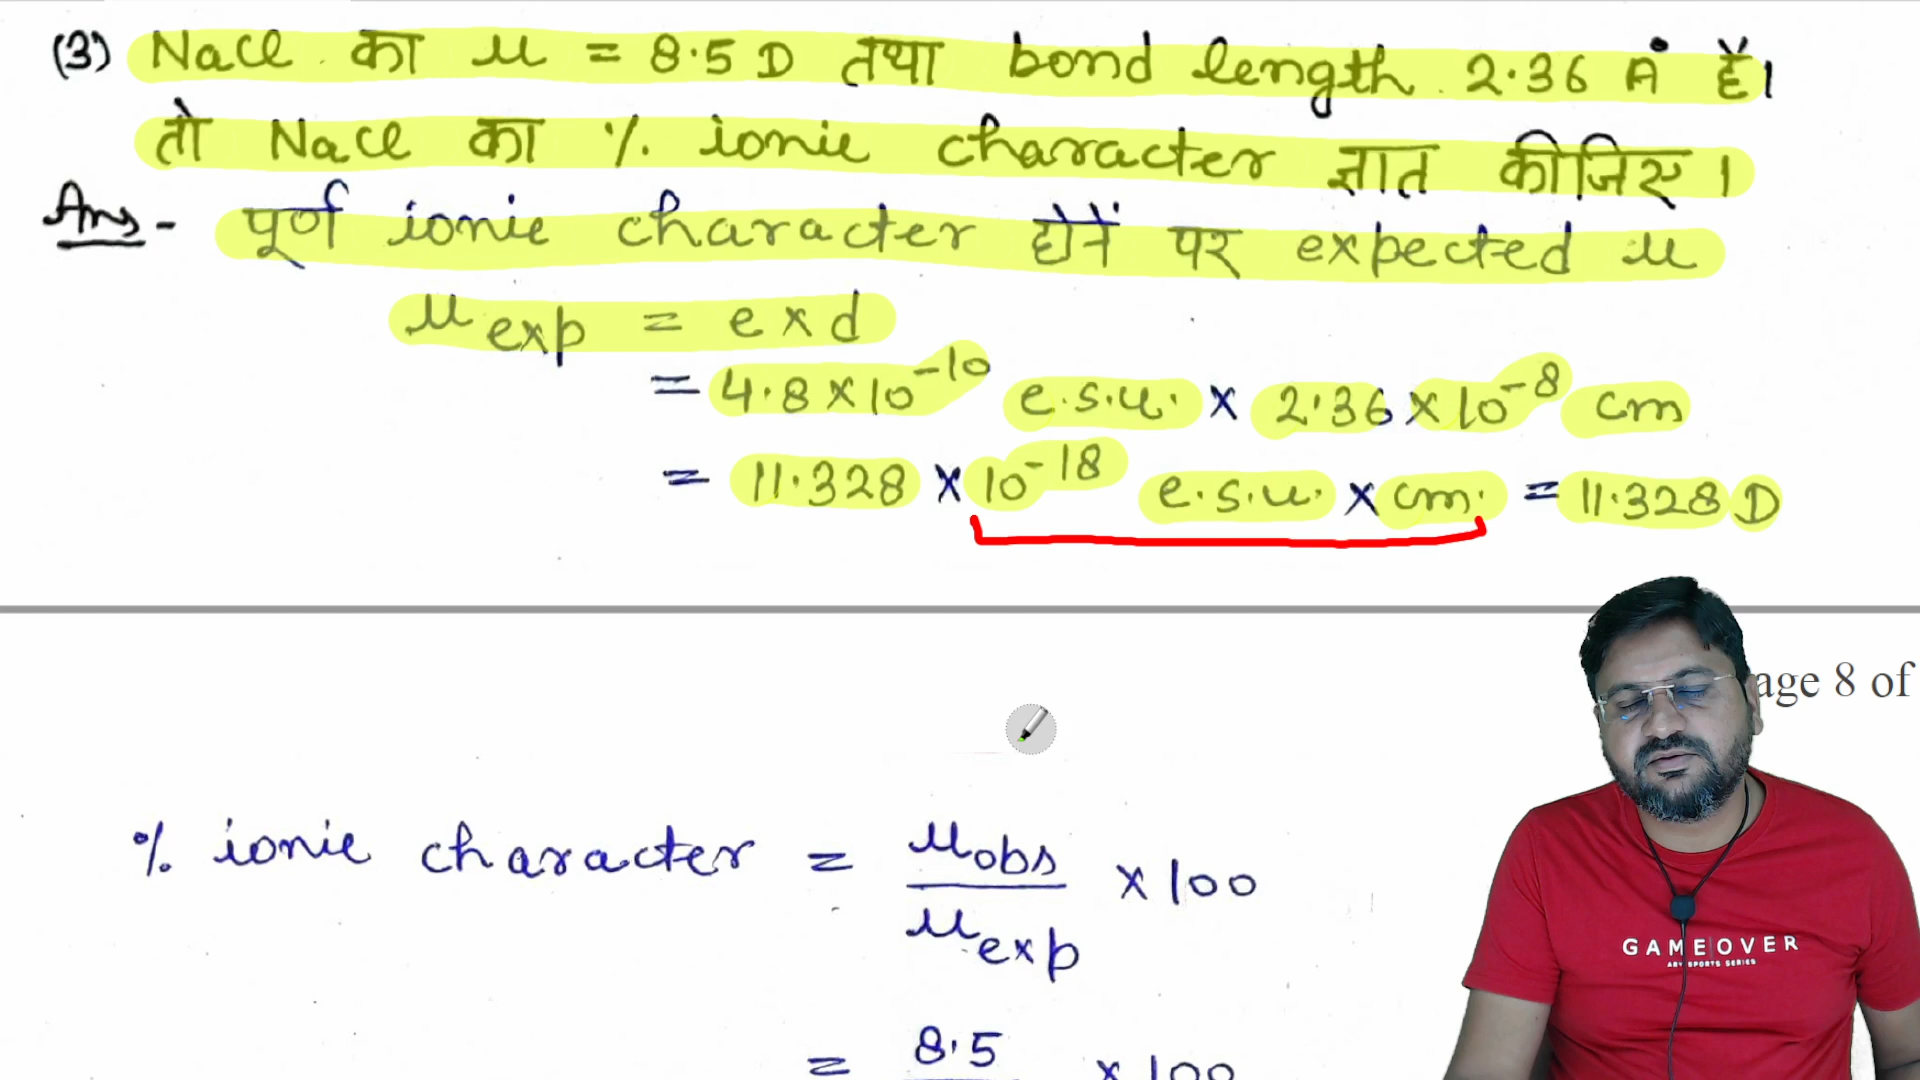 (3) NaCl का μ = 8.5 D तथा bond length 2.36 Å है।
तो NaCl का % ionic character ज्ञात कीजिए।
Ans- पूर्ण ionic character होनें पर expected μ
μ exp = e x d
= 4.8 x 10⁻¹⁰ e.s.u. x 2.36 x 10⁻⁸ cm
= 11.328 x 10⁻¹⁸ e.s.u. x cm. = 11.328 D
age 8 of
% ionic character = μobs / μexp x 100
= 8.5 x 100
GAMEOVER